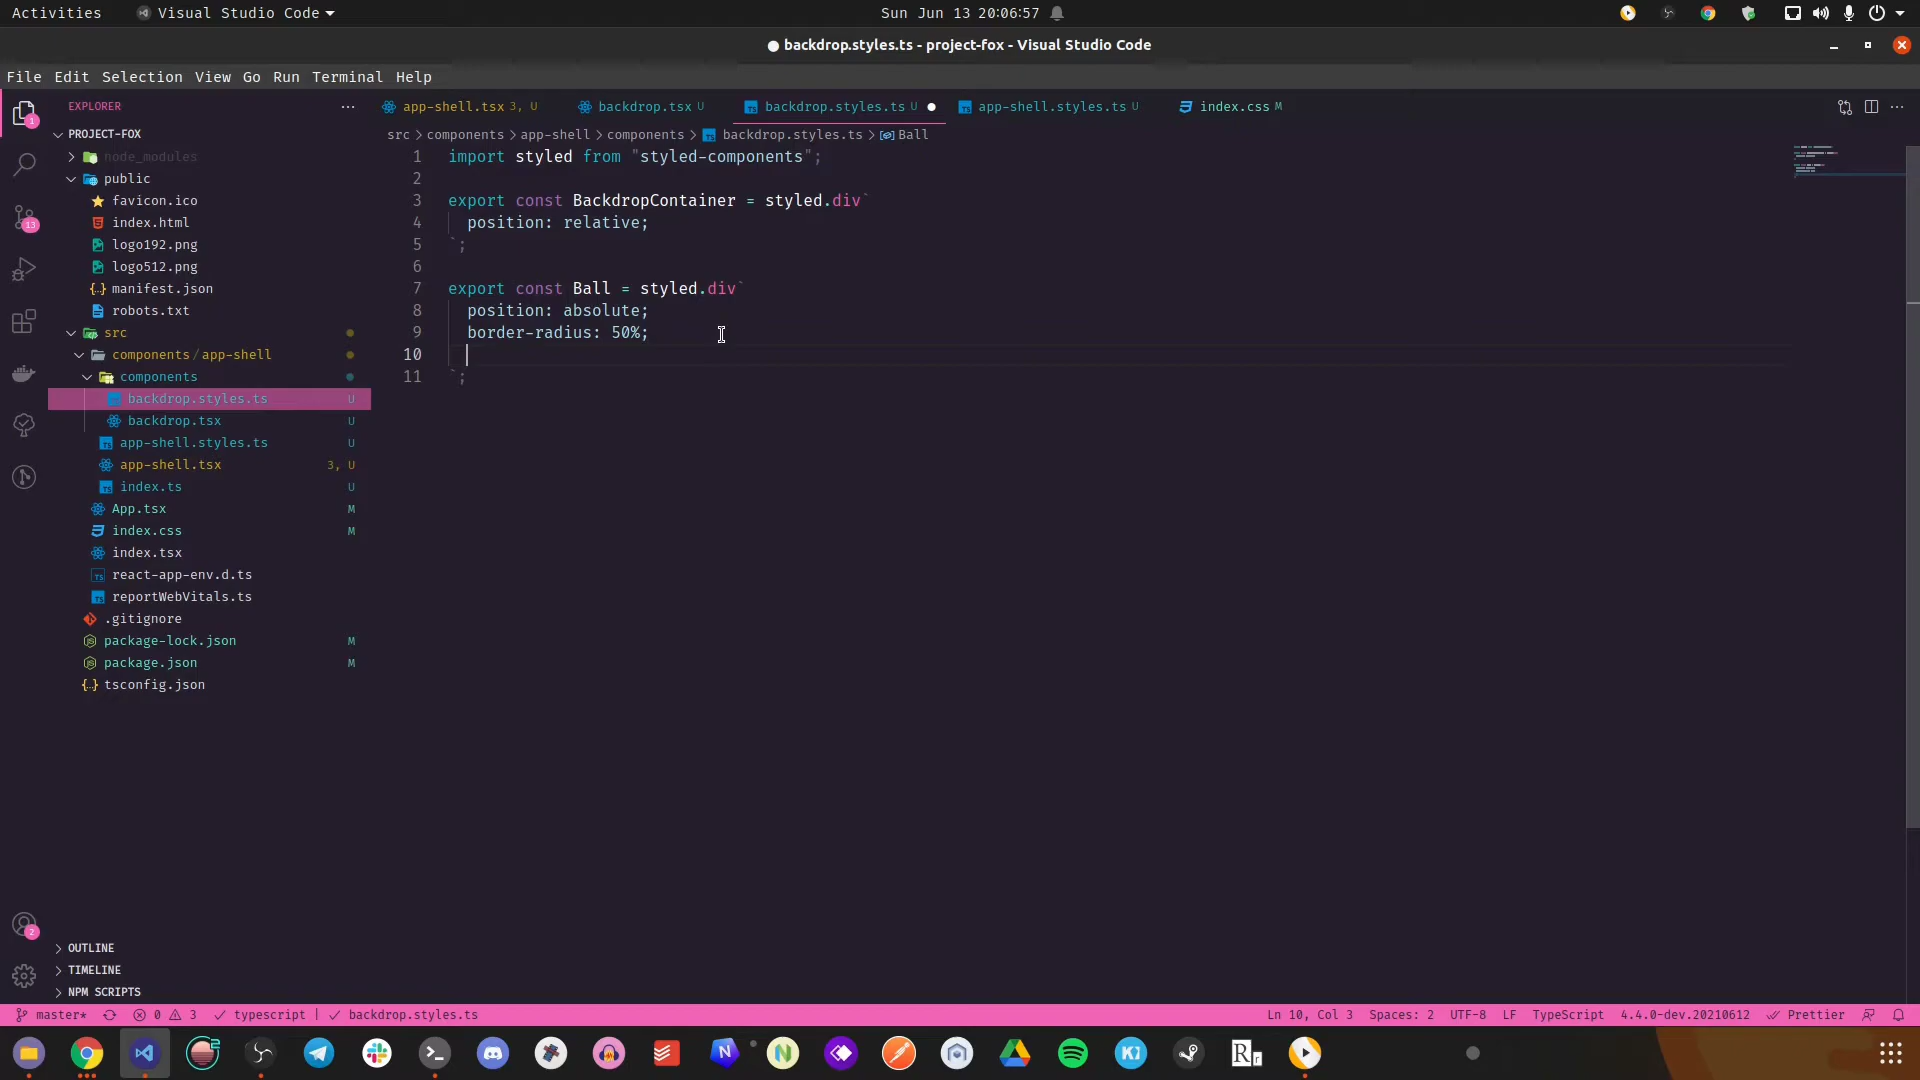 Activities Visual Studio Code Sun Jun 13 20:06:57
● backdrop.styles.ts - project-fox - Visual Studio Code
File Edit Selection View Go Run Terminal Help
EXPLORER ··· app-shell.tsx 3, U backdrop.tsx U backdrop.styles.ts U ● app-shell.styles.ts U index.css M ···
PROJECT-FOX
src > components > app-shell > components > backdrop.styles.ts > Ball
node_modules
public
favicon.ico
index.html
logo192.png
logo512.png
manifest.json
robots.txt
src
components / app-shell
components
backdrop.styles.ts U
backdrop.tsx U
app-shell.styles.ts U
app-shell.tsx 3, U
index.ts U
App.tsx M
index.css M
index.tsx
react-app-env.d.ts
reportWebVitals.ts
.gitignore
package-lock.json M
package.json M
tsconfig.json
1 import styled from "styled-components";
2
3 export const BackdropContainer = styled.div`
4 position: relative;
5 `;
6
7 export const Ball = styled.div`
8 position: absolute;
9 border-radius: 50%;
10
11 `;
1
13
2
OUTLINE
TIMELINE
NPM SCRIPTS
master* 0 3 ✓ typescript | ✓ backdrop.styles.ts Ln 10, Col 3 Spaces: 2 UTF-8 LF TypeScript 4.4.0-dev.20210612 Prettier